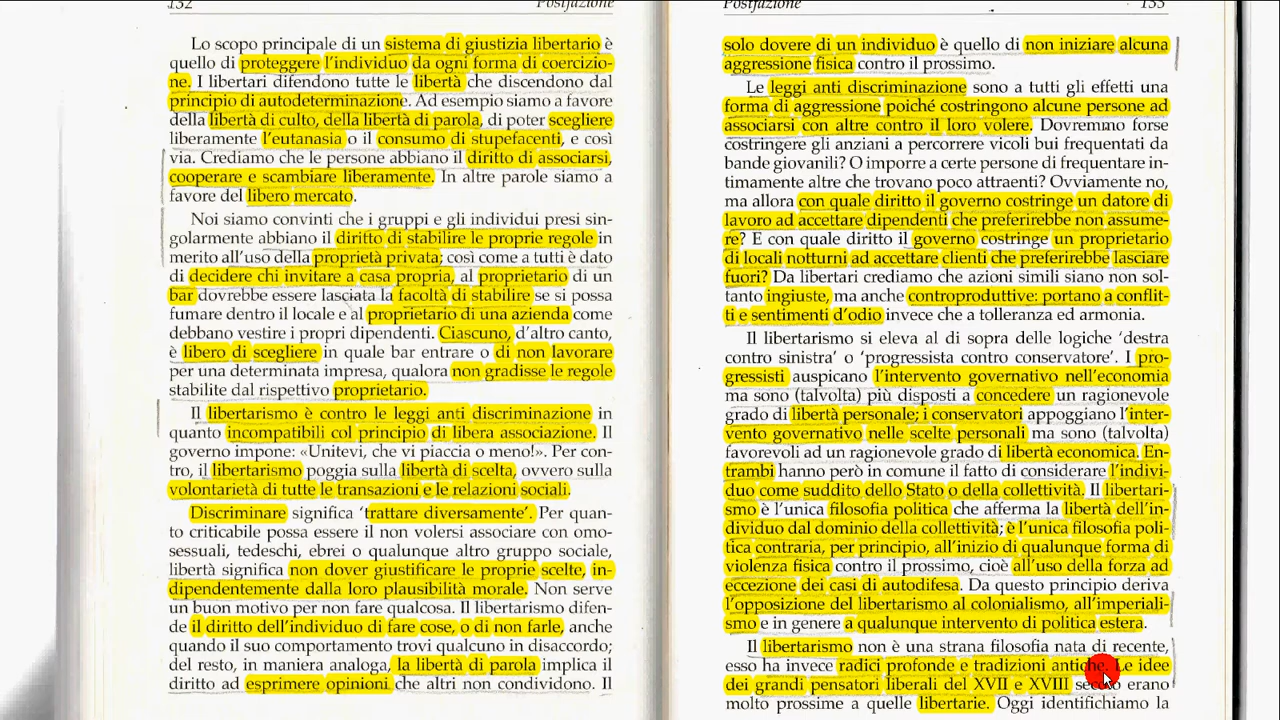 132
Postfazione
Lo scopo principale di un sistema di giustizia libertario è
quello di proteggere l'individuo da ogni forma di coercizio-
ne. I libertari difendono tutte le libertà che discendono dal
principio di autodeterminazione. Ad esempio siamo a favore
della libertà di culto, della libertà di parola, di poter scegliere
liberamente l'eutanasia o il consumo di stupefacenti, e così
via. Crediamo che le persone abbiano il diritto di associarsi,
cooperare e scambiare liberamente. In altre parole siamo a
favore del libero mercato.
Noi siamo convinti che i gruppi e gli individui presi sin-
golarmente abbiano il diritto di stabilire le proprie regole in
merito all'uso della proprietà privata; così come a tutti è dato
di decidere chi invitare a casa propria, al proprietario di un
bar dovrebbe essere lasciata la facoltà di stabilire se si possa
fumare dentro il locale e al proprietario di una azienda come
debbano vestire i propri dipendenti. Ciascuno, d'altro canto,
è libero di scegliere in quale bar entrare o di non lavorare
per una determinata impresa, qualora non gradisse le regole
stabilite dal rispettivo proprietario.
Il libertarismo è contro le leggi anti discriminazione in
quanto incompatibili col principio di libera associazione. Il
governo impone: «Unitevi, che vi piaccia o meno!». Per con-
tro, il libertarismo poggia sulla libertà di scelta, ovvero sulla
volontarietà di tutte le transazioni e le relazioni sociali.
Discriminare significa 'trattare diversamente'. Per quan-
to criticabile possa essere il non volersi associare con omo-
sessuali, tedeschi, ebrei o qualunque altro gruppo sociale,
libertà significa non dover giustificare le proprie scelte, in-
dipendentemente dalla loro plausibilità morale. Non serve
un buon motivo per non fare qualcosa. Il libertarismo difen-
de il diritto dell'individuo di fare cose, o di non farle, anche
quando il suo comportamento trovi qualcuno in disaccordo;
del resto, in maniera analoga, la libertà di parola implica il
diritto ad esprimere opinioni che altri non condividono. Il
Postfazione
133
solo dovere di un individuo è quello di non iniziare alcuna
aggressione fisica contro il prossimo.
Le leggi anti discriminazione sono a tutti gli effetti una
forma di aggressione poiché costringono alcune persone ad
associarsi con altre contro il loro volere. Dovremmo forse
costringere gli anziani a percorrere vicoli bui frequentati da
bande giovanili? O imporre a certe persone di frequentare in-
timamente altre che trovano poco attraenti? Ovviamente no,
ma allora con quale diritto il governo costringe un datore di
lavoro ad accettare dipendenti che preferirebbe non assume-
re? E con quale diritto il governo costringe un proprietario
di locali notturni ad accettare clienti che preferirebbe lasciare
fuori? Da libertari crediamo che azioni simili siano non sol-
tanto ingiuste, ma anche controproduttive: portano a conflit-
ti e sentimenti d'odio invece che a tolleranza ed armonia.
Il libertarismo si eleva al di sopra delle logiche 'destra
contro sinistra' o 'progressista contro conservatore'. I pro-
gressisti auspicano l'intervento governativo nell'economia
ma sono (talvolta) più disposti a concedere un ragionevole
grado di libertà personale; i conservatori appoggiano l'inter-
vento governativo nelle scelte personali ma sono (talvolta)
favorevoli ad un ragionevole grado di libertà economica. En-
trambi hanno però in comune il fatto di considerare l'indivi-
duo come suddito dello Stato o della collettività. Il libertari-
smo è l'unica filosofia politica che afferma la libertà dell'in-
dividuo dal dominio della collettività; è l'unica filosofia poli-
tica contraria, per principio, all'inizio di qualunque forma di
violenza fisica contro il prossimo, cioè all'uso della forza ad
eccezione dei casi di autodifesa. Da questo principio deriva
l'opposizione del libertarismo al colonialismo, all'imperiali-
smo e in genere a qualunque intervento di politica estera.
Il libertarismo non è una strana filosofia nata di recente,
esso ha invece radici profonde e tradizioni antiche. Le idee
dei grandi pensatori liberali del XVII e XVIII secolo erano
molto prossime a quelle libertarie. Oggi identifichiamo la